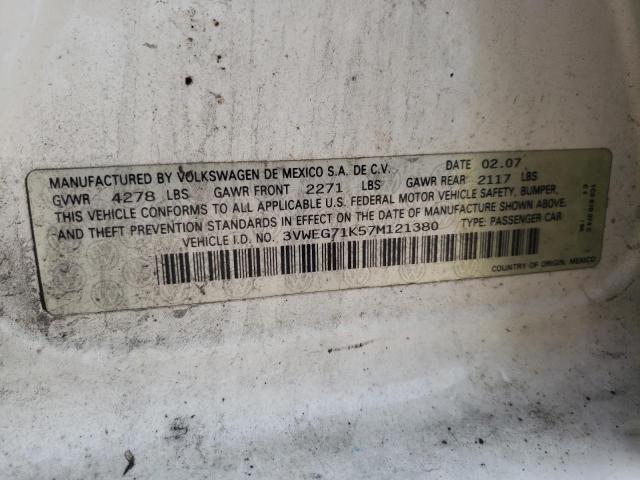 MANUFACTURED BY VOLKSWAGEN DE MEXICO S.A. DE C.V. DATE 02.07
GVWR 4278 LBS GAWR FRONT 2271 LBS GAWR REAR 2117 LBS
THIS VEHICLE CONFORMS TO ALL APPLICABLE U.S. FEDERAL MOTOR VEHICLE SAFETY, BUMPER,
AND THEFT PREVENTION STANDARDS IN EFFECT ON THE DATE OF MANUFACTURE SHOWN ABOVE.
VEHICLE I.D. NO. 3VWEG71K57M121380 TYPE: PASSENGER CAR
COUNTRY OF ORIGIN: MEXICO